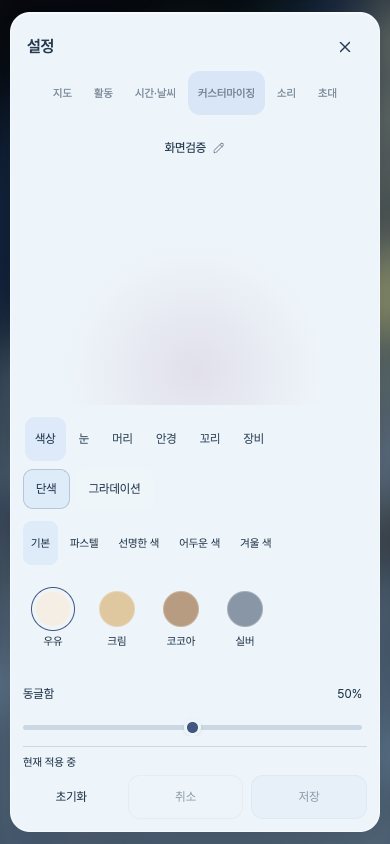 설정
지도 활동 시간·날씨 커스터마이징 소리 초대
화면검증
색상 눈 머리 안경 꼬리 장비
단색 그라데이션
기본 파스텔 선명한 색 어두운 색 겨울 색
우유 크림 코코아 실버
동글함 50%
현재 적용 중
초기화 취소 저장